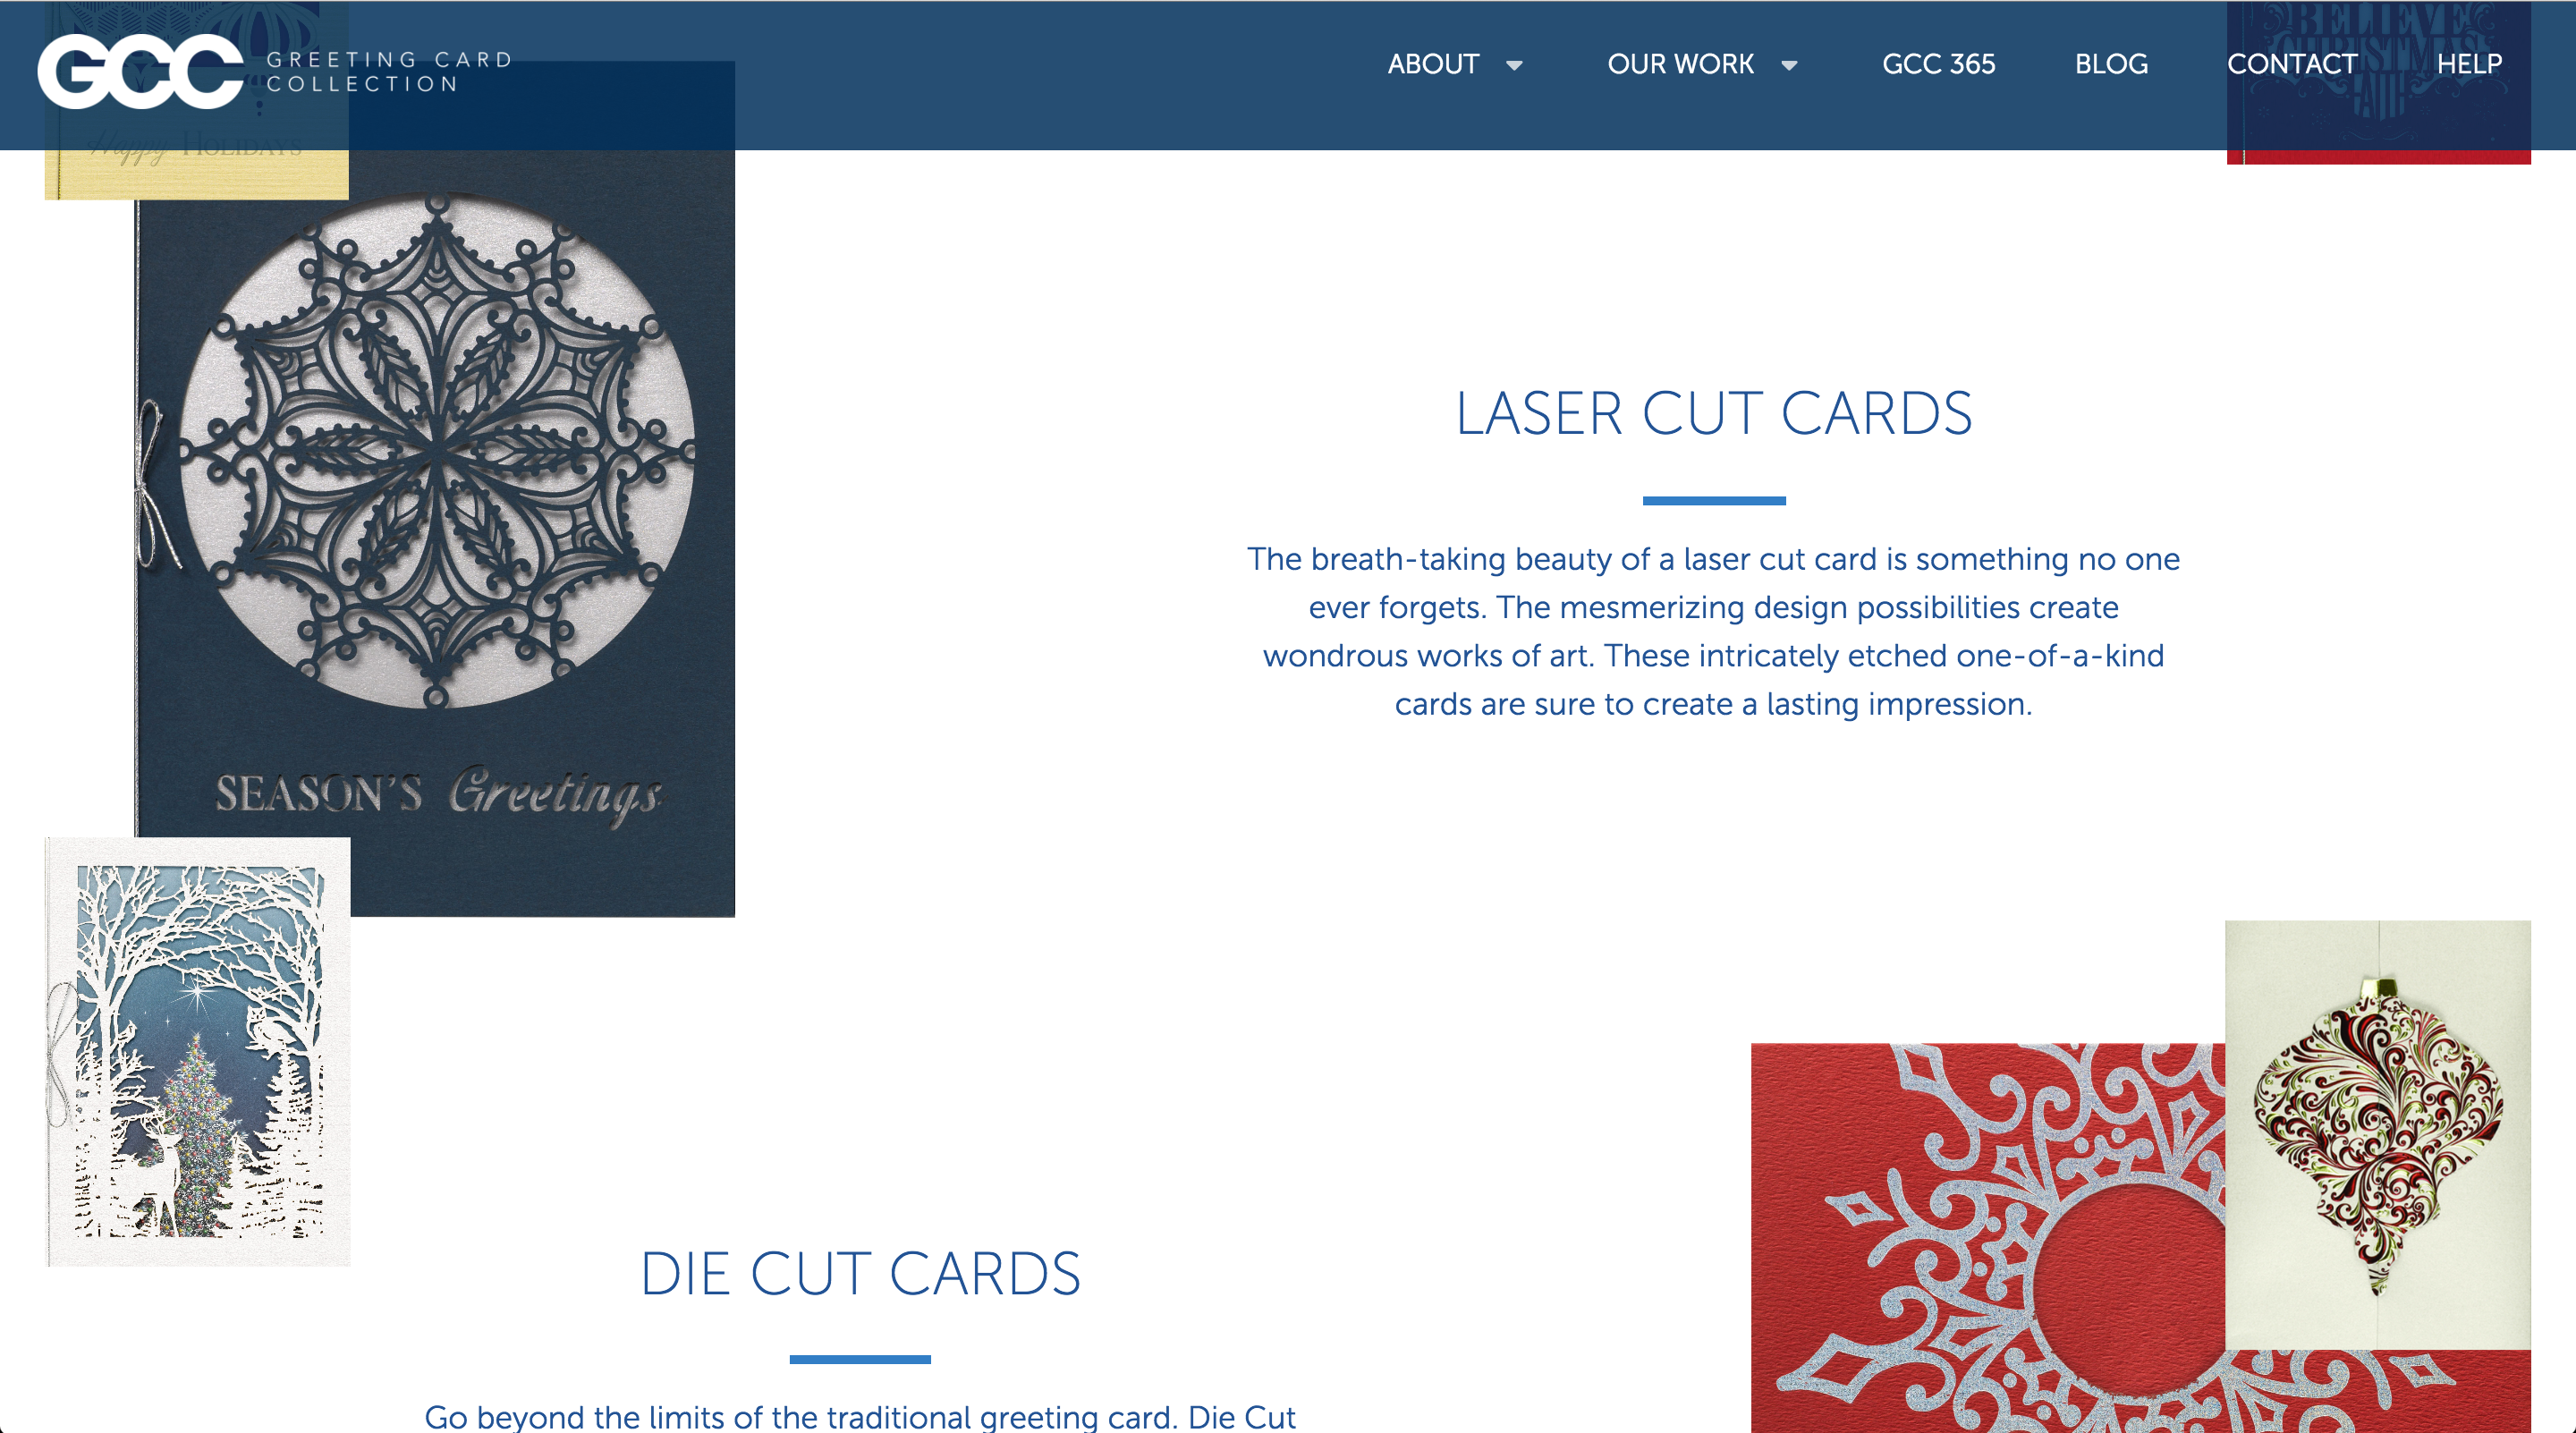 GCC GREETING CARD
COLLECTION
ABOUT
OUR WORK
GCC 365
BLOG
CONTACT
HELP
BELIEVE
CHRISTMAS
Happy HOLIDAYS
LASER CUT CARDS
The breath-taking beauty of a laser cut card is something no one
ever forgets. The mesmerizing design possibilities create
wondrous works of art. These intricately etched one-of-a-kind
cards are sure to create a lasting impression.
SEASON'S Greetings
DIE CUT CARDS
Go beyond the limits of the traditional greeting card. Die Cut